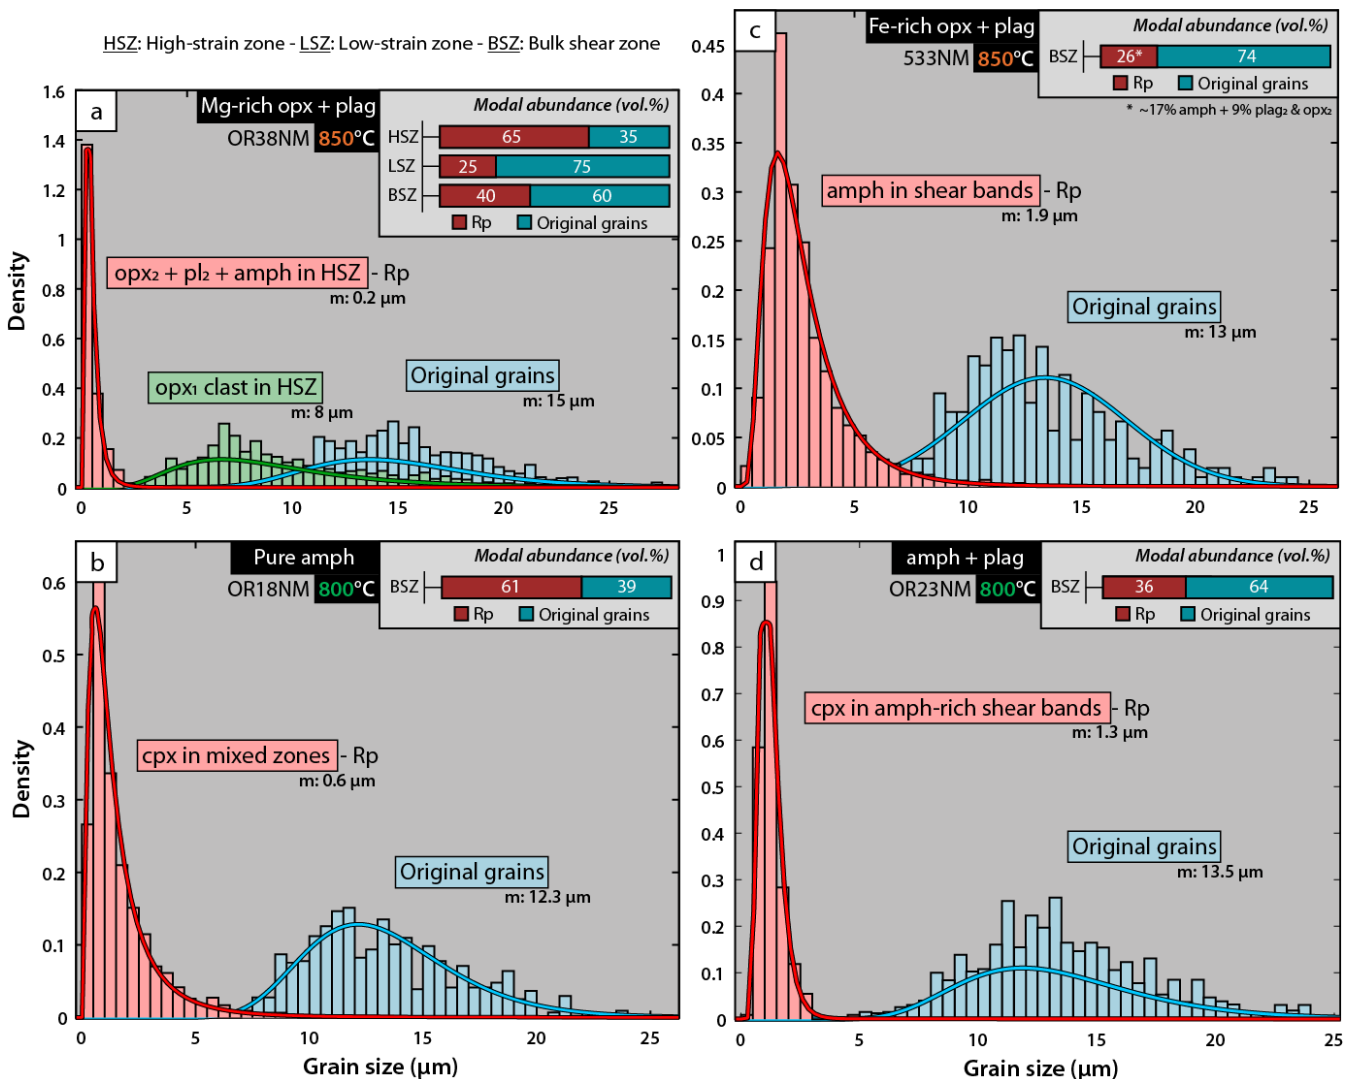 HSZ: High-strain zone - LSZ: Low-strain zone - BSZ: Bulk shear zone
a
Mg-rich opx + plag
OR38NM 850°C
Modal abundance (vol.%)
HSZ 65 35
LSZ 25 75
BSZ 40 60
Rp Original grains
opx₂ + pl₂ + amph in HSZ - Rp
m: 0.2 µm
opx₁ clast in HSZ
m: 8 µm
Original grains
m: 15 µm
Density
1.6
1.4
1.2
1
0.8
0.6
0.4
0.2
0
0 5 10 15 20 25
c
Fe-rich opx + plag
533NM 850°C
Modal abundance (vol.%)
BSZ 26* 74
Rp Original grains
* ~17% amph + 9% plag₂ & opx₂
amph in shear bands - Rp
m: 1.9 µm
Original grains
m: 13 µm
0.45
0.4
0.35
0.3
0.25
0.2
0.15
0.1
0.05
0
0 5 10 15 20 25
b
Pure amph
OR18NM 800°C
Modal abundance (vol.%)
BSZ 61 39
Rp Original grains
cpx in mixed zones - Rp
m: 0.6 µm
Original grains
m: 12.3 µm
Density
0.6
0.5
0.4
0.3
0.2
0.1
0
0 5 10 15 20 25
Grain size (µm)
d
amph + plag
OR23NM 800°C
Modal abundance (vol.%)
BSZ 36 64
Rp Original grains
cpx in amph-rich shear bands - Rp
m: 1.3 µm
Original grains
m: 13.5 µm
1
0.9
0.8
0.7
0.6
0.5
0.4
0.3
0.2
0.1
0
0 5 10 15 20 25
Grain size (µm)